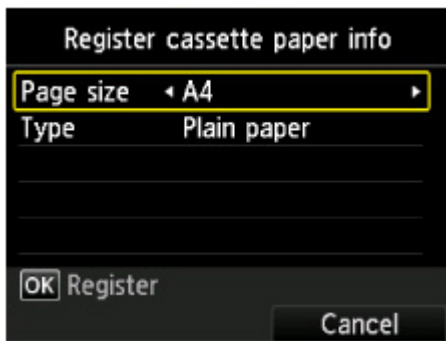 Register cassette paper info
Page size A4
Type Plain paper
OK Register
Cancel